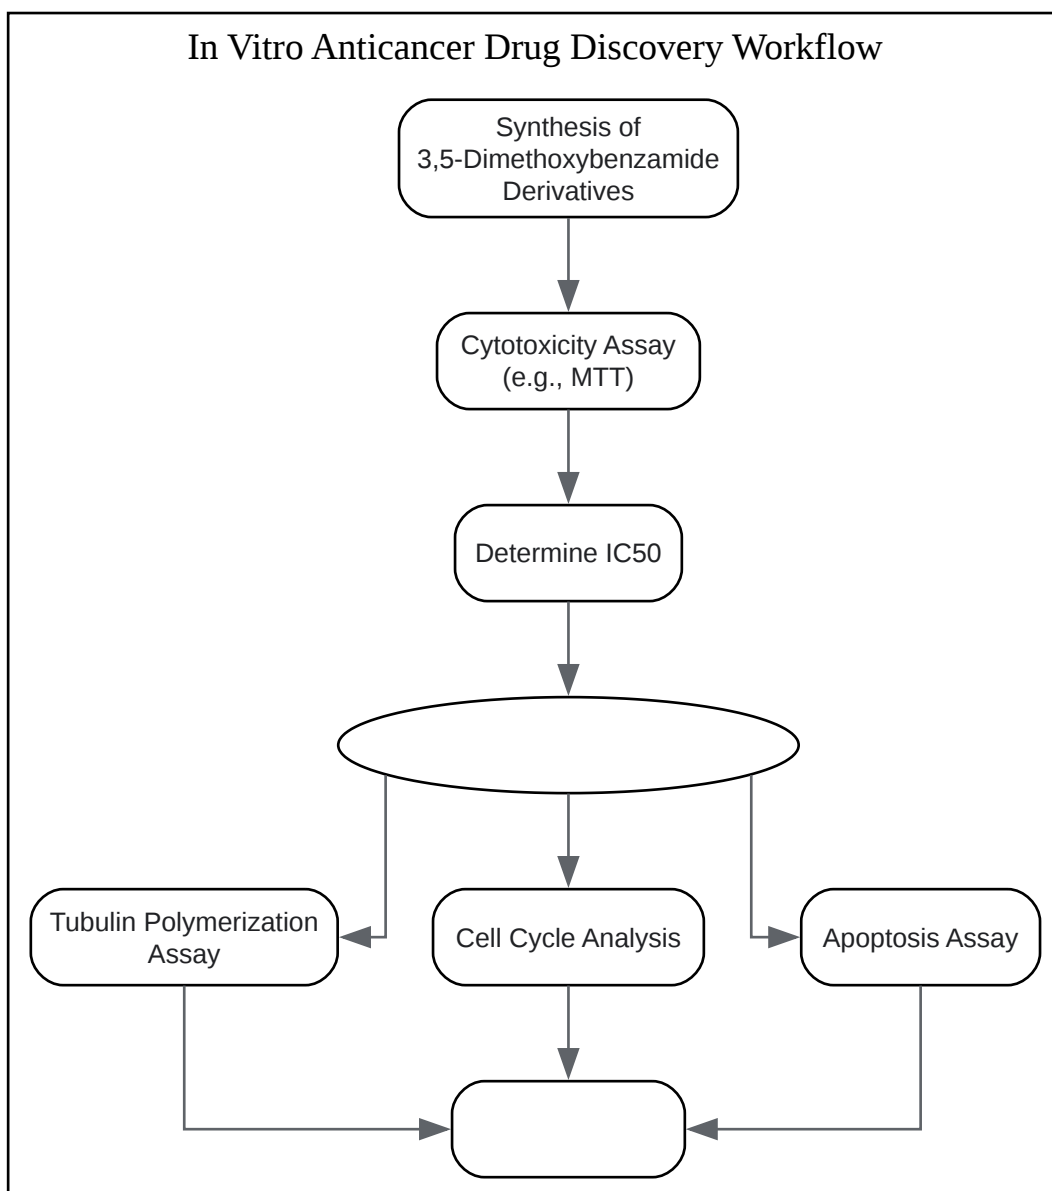 In Vitro Anticancer Drug Discovery Workflow
Synthesis of
3,5-Dimethoxybenzamide
Derivatives
Cytotoxicity Assay
(e.g., MTT)
Determine IC50
Tubulin Polymerization
Assay
Cell Cycle Analysis
Apoptosis Assay